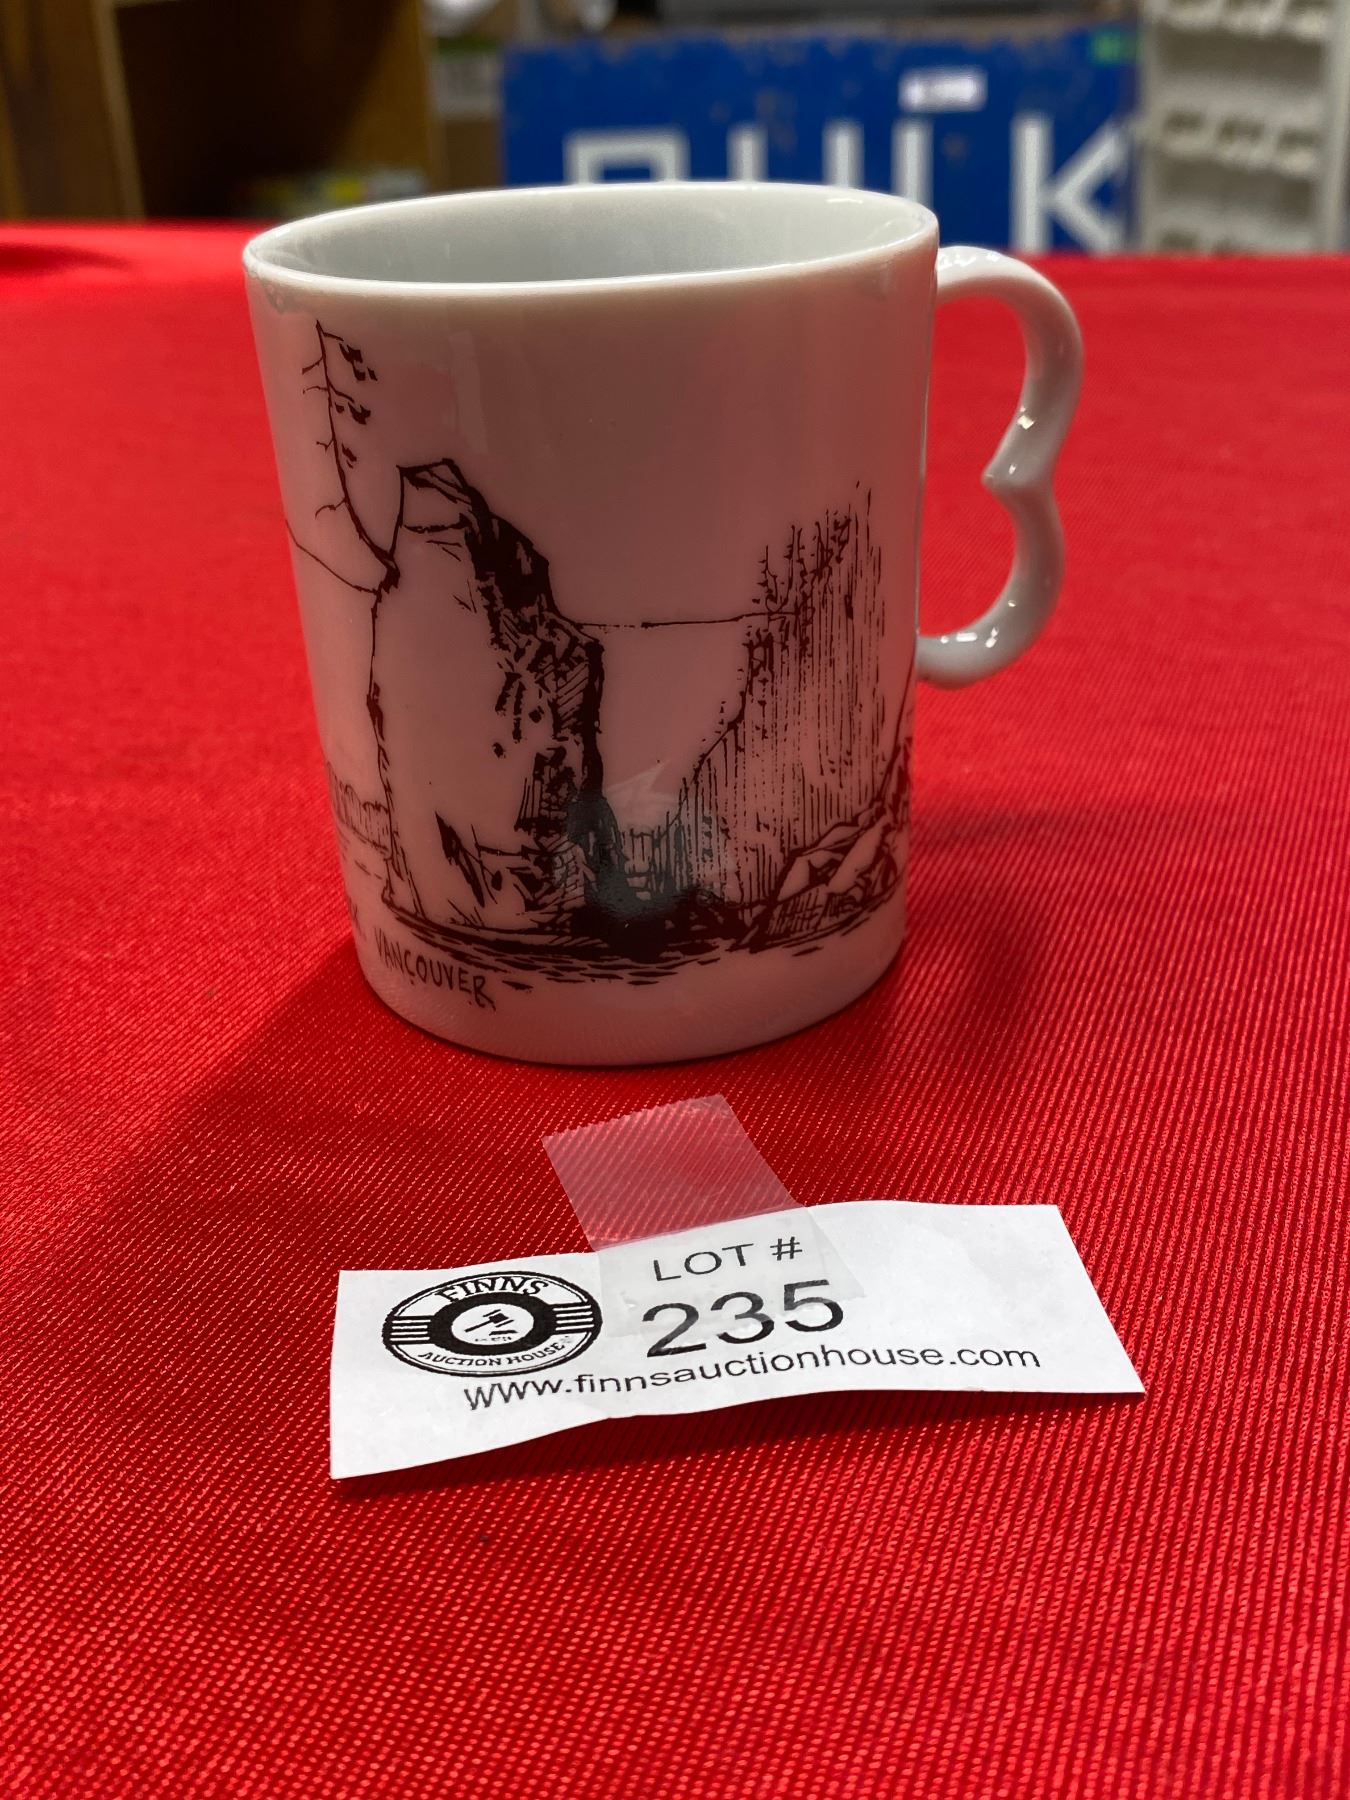 VANCOUVER
LOT #
FINNS
235
AUCTION HOUSE
www.finnsauctionhouse.com